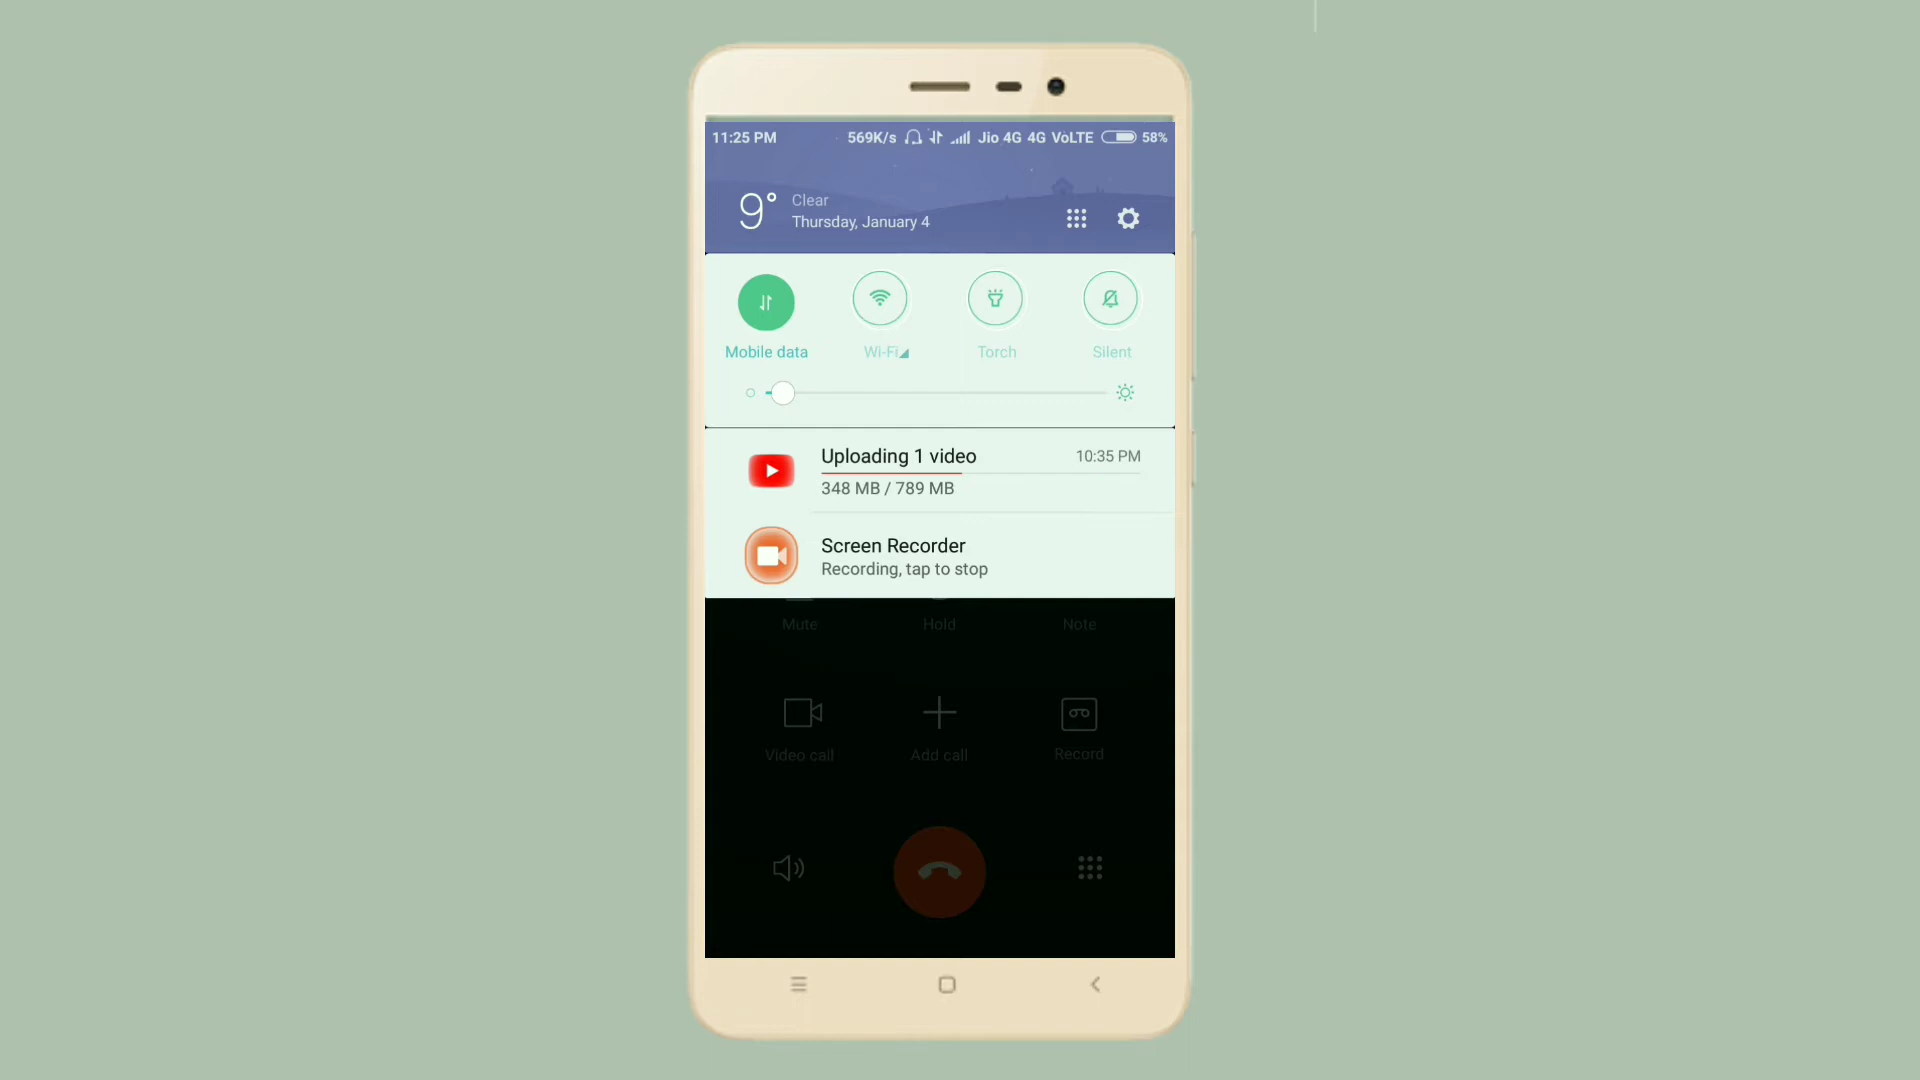 11:25 PM 569K/s Jio 4G 4G VoLTE 58%
9° Clear
Thursday, January 4
Mobile data Wi-Fi Torch Silent
Uploading 1 video 10:35 PM
348 MB / 789 MB
Screen Recorder
Recording, tap to stop
Mute Hold Note
Video call Add call Record